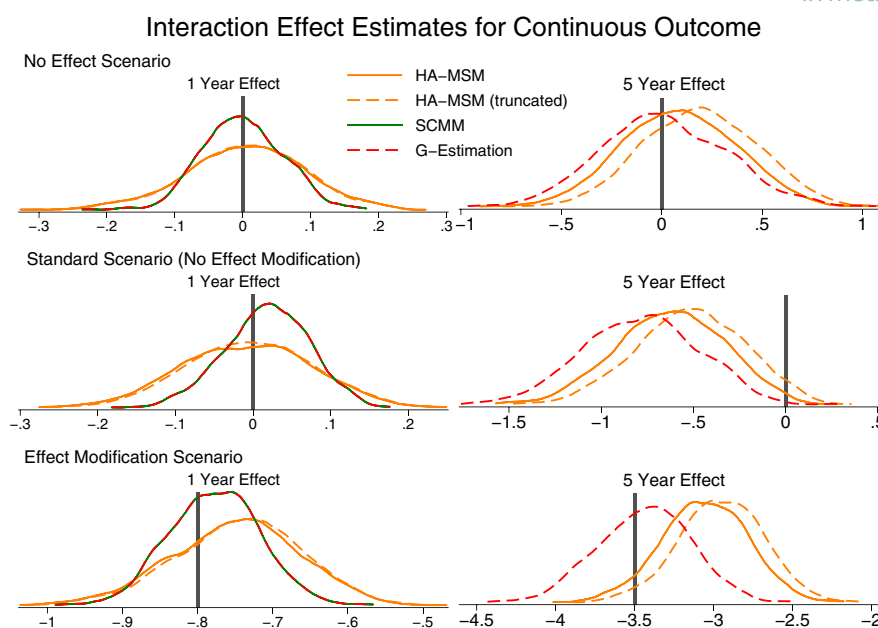 Interaction Effect Estimates for Continuous Outcome
No Effect Scenario
1 Year Effect
5 Year Effect
HA−MSM
HA−MSM (truncated)
SCMM
G−Estimation
−.3 −.2 −.1 0 .1 .2 .3
−1 −.5 0 .5 1
Standard Scenario (No Effect Modification)
1 Year Effect
5 Year Effect
−.3 −.2 −.1 0 .1 .2
−1.5 −1 −.5 0 .5
Effect Modification Scenario
1 Year Effect
5 Year Effect
−1 −.9 −.8 −.7 −.6 −.5
−4.5 −4 −3.5 −3 −2.5 −2